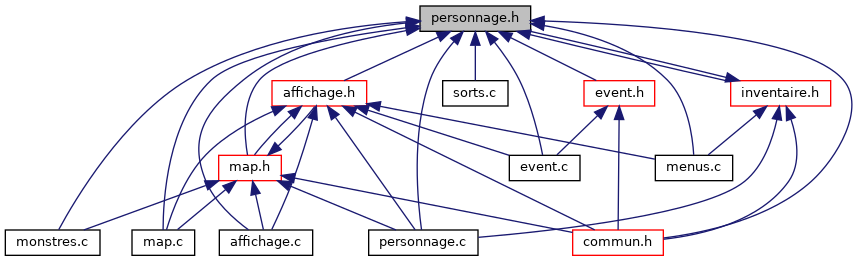 personnage.h
affichage.h
sorts.c
event.h
inventaire.h
map.h
event.c
menus.c
monstres.c
map.c
affichage.c
personnage.c
commun.h